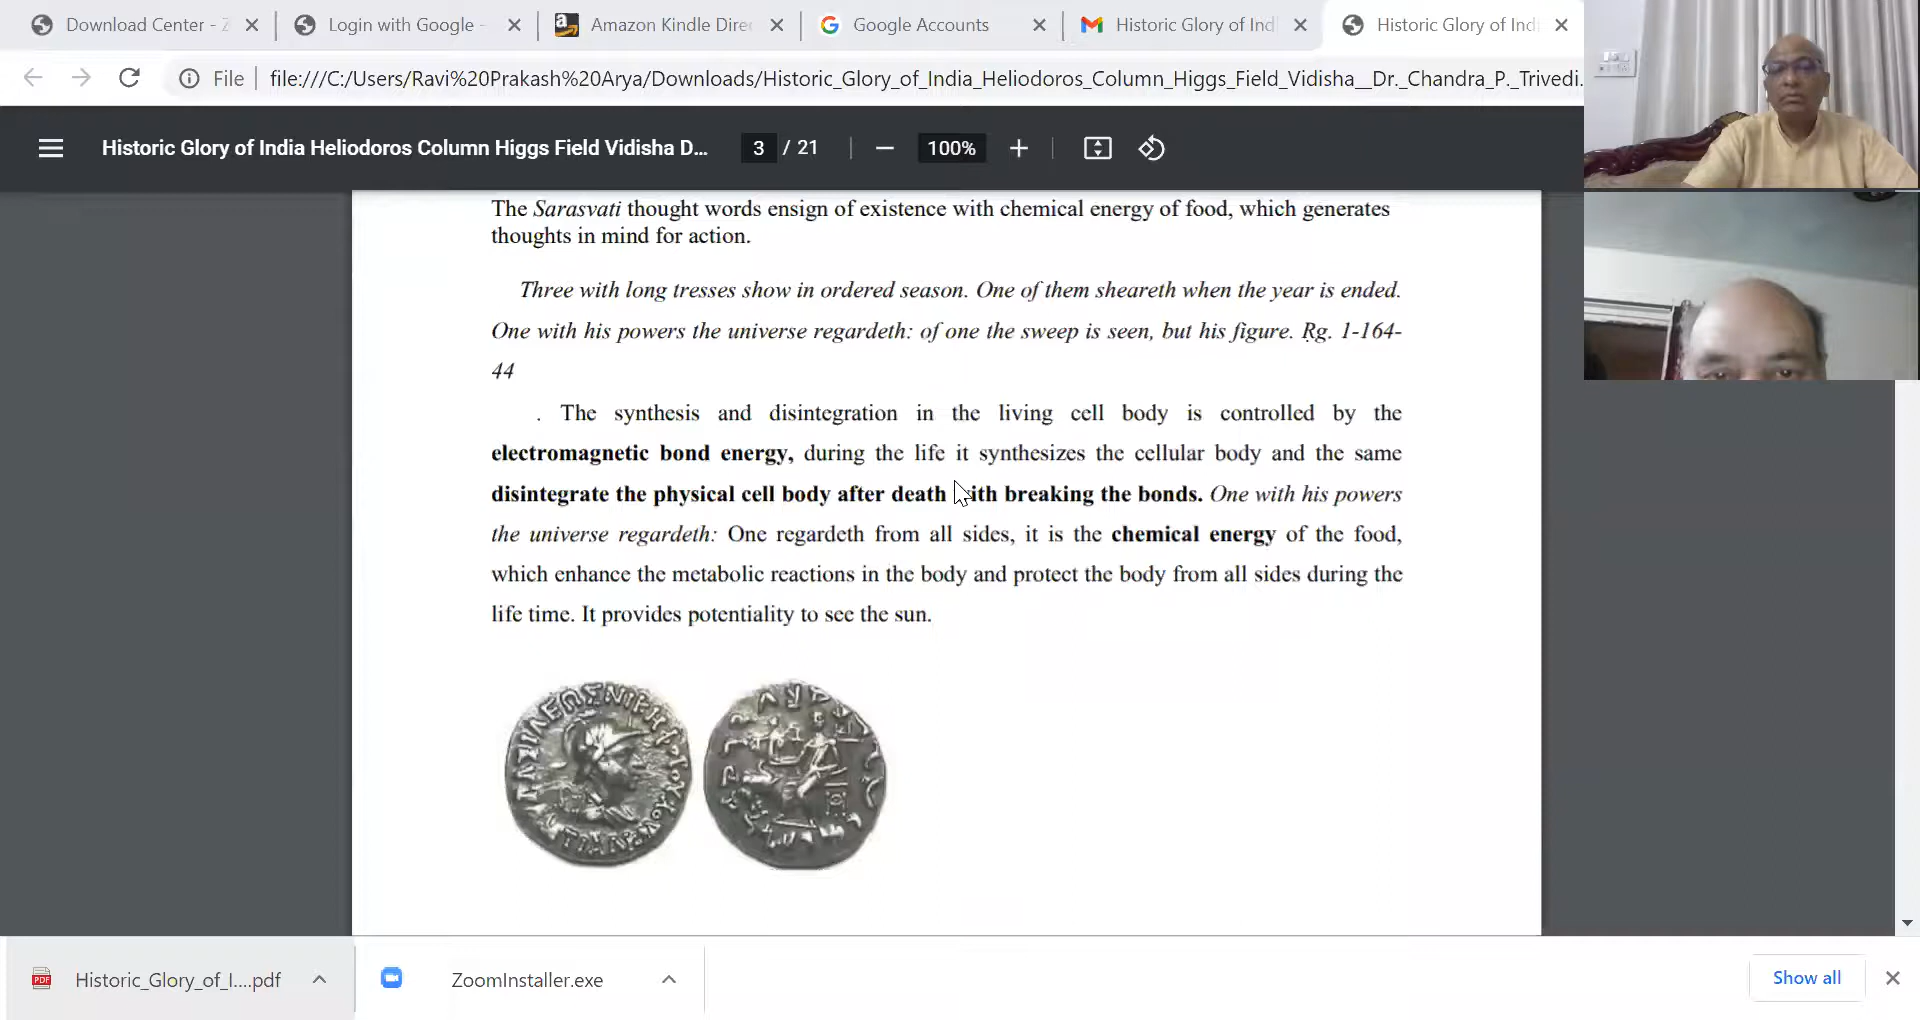 Download Center - Z
Login with Google -
Amazon Kindle Dire
Google Accounts
Historic Glory of Ind
Historic Glory of Ind
File
file:///C:/Users/Ravi%20Prakash%20Arya/Downloads/Historic_Glory_of_India_Heliodoros_Column_Higgs_Field_Vidisha__Dr._Chandra_P._Trivedi.
Historic Glory of India Heliodoros Column Higgs Field Vidisha D...
3 / 21
100%
The Sarasvati thought words ensign of existence with chemical energy of food, which generates
thoughts in mind for action.
Three with long tresses show in ordered season. One of them sheareth when the year is ended.
One with his powers the universe regardeth: of one the sweep is seen, but his figure. Ṛg. 1-164-
44
. The synthesis and disintegration in the living cell body is controlled by the
electromagnetic bond energy, during the life it synthesizes the cellular body and the same
disintegrate the physical cell body after death with breaking the bonds. One with his powers
the universe regardeth: One regardeth from all sides, it is the chemical energy of the food,
which enhance the metabolic reactions in the body and protect the body from all sides during the
life time. It provides potentiality to see the sun.
PDF
Historic_Glory_of_I....pdf
ZoomInstaller.exe
Show all